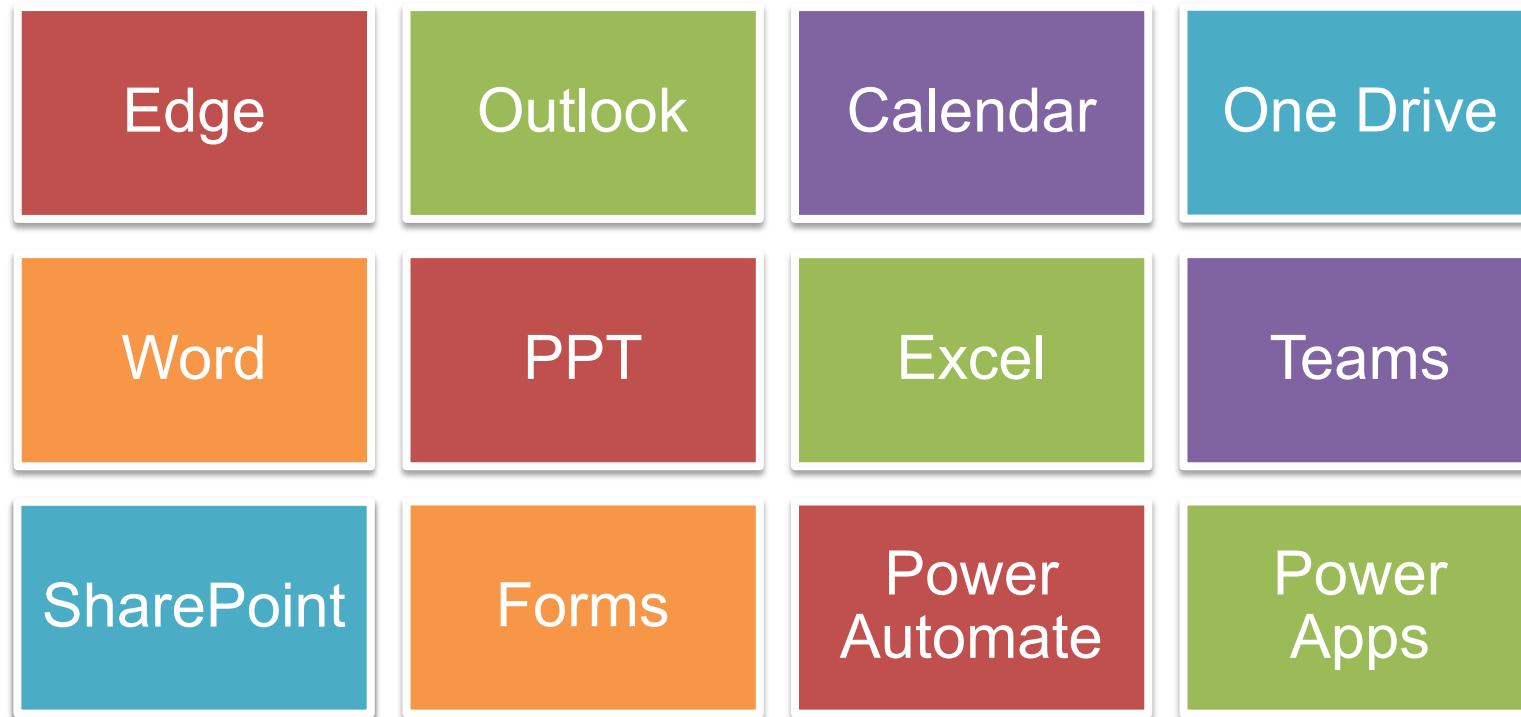 Edge
Outlook
Calendar
One Drive
Word
PPT
Excel
Teams
SharePoint
Forms
Power
Automate
Power
Apps